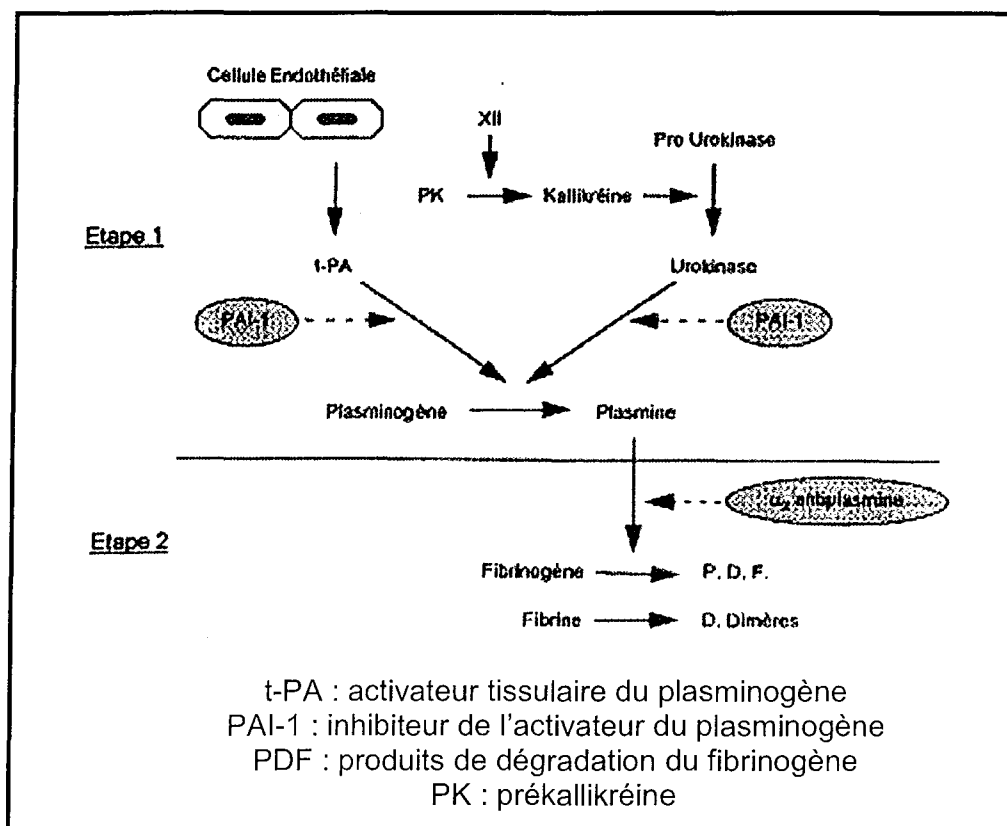 Cellule Endothéliale
XII
Pro Urokinase
PK
Kallikréine
Etape 1
t-PA
Urokinase
PAI-1
PAI-1
Plasminogène
Plasmine
α₂ antiplasmine
Etape 2
Fibrinogène
P. D. F.
Fibrine
D. Dimères
t-PA : activateur tissulaire du plasminogène
PAI-1 : inhibiteur de l'activateur du plasminogène
PDF : produits de dégradation du fibrinogène
PK : prékallikréine